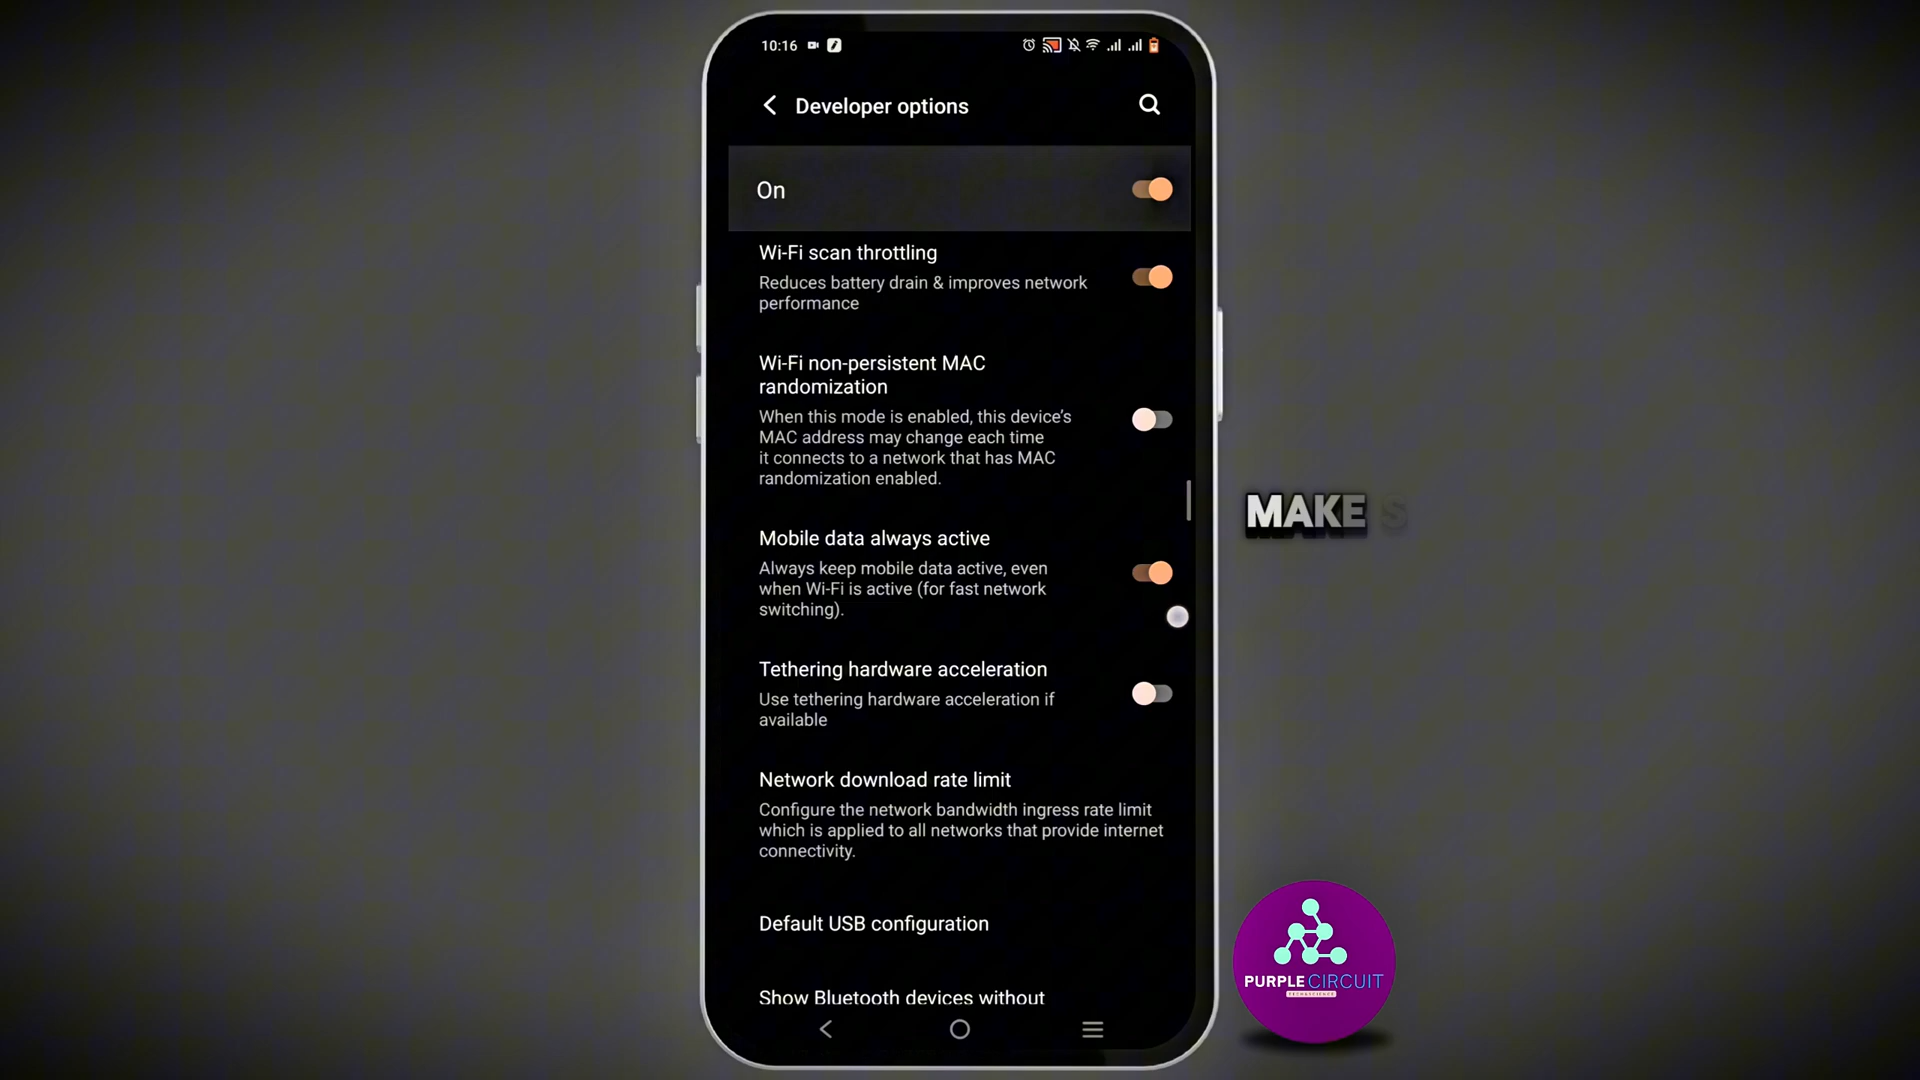 10:16
Developer options
On
Wi-Fi scan throttling
Reduces battery drain & improves network
performance
Wi-Fi non-persistent MAC
randomization
When this mode is enabled, this device's
MAC address may change each time
it connects to a network that has MAC
randomization enabled.
Mobile data always active
Always keep mobile data active, even
when Wi-Fi is active (for fast network
switching).
MAKE S
Tethering hardware acceleration
Use tethering hardware acceleration if
available
Network download rate limit
Configure the network bandwidth ingress rate limit
which is applied to all networks that provide internet
connectivity.
Default USB configuration
Show Bluetooth devices without
PURPLE CIRCUIT